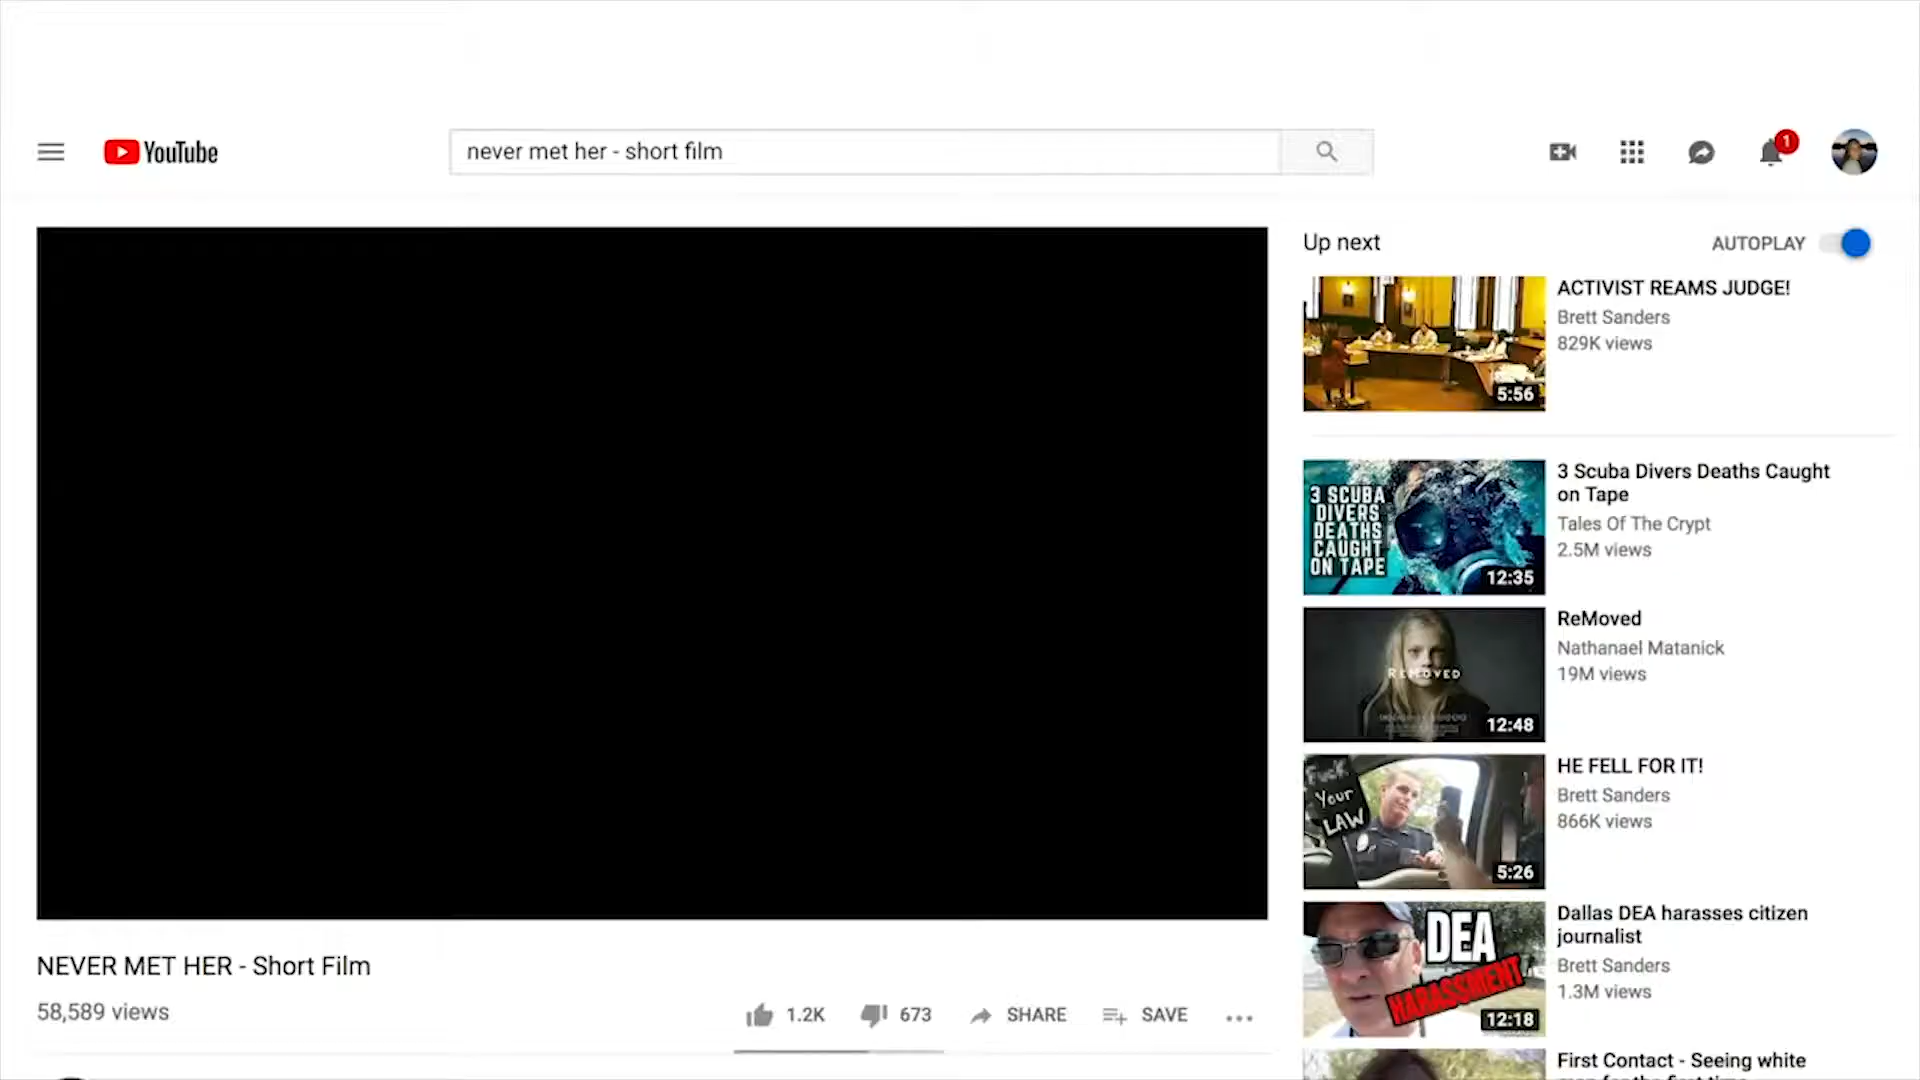 YouTube
never met her - short film
1
Up next
AUTOPLAY
ACTIVIST REAMS JUDGE!
Brett Sanders
829K views
5:56
3 SCUBA
DIVERS
DEATHS
CAUGHT
ON TAPE
12:35
3 Scuba Divers Deaths Caught
on Tape
Tales Of The Crypt
2.5M views
REMOVED
12:48
ReMoved
Nathanael Matanick
19M views
Fuck
Your
LAW
5:26
HE FELL FOR IT!
Brett Sanders
866K views
DEA
HARASSMENT
12:18
Dallas DEA harasses citizen
journalist
Brett Sanders
1.3M views
First Contact - Seeing white
NEVER MET HER - Short Film
58,589 views
1.2K
673
SHARE
SAVE